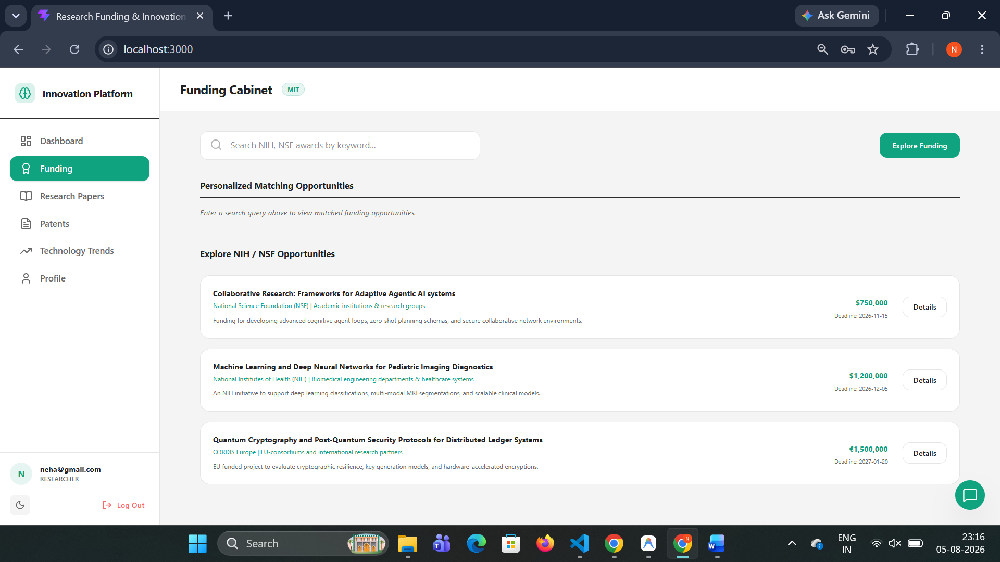 Research Funding & Innovation
Ask Gemini
localhost:3000
N
Innovation Platform
Dashboard
Funding
Research Papers
Patents
Technology Trends
Profile
N
neha@gmail.com
RESEARCHER
Log Out
Funding Cabinet
MIT
Search NIH, NSF awards by keyword...
Explore Funding
Personalized Matching Opportunities
Enter a search query above to view matched funding opportunities.
Explore NIH / NSF Opportunities
Collaborative Research: Frameworks for Adaptive Agentic AI systems
National Science Foundation (NSF) | Academic institutions & research groups
Funding for developing advanced cognitive agent loops, zero-shot planning schemas, and secure collaborative network environments.
$750,000
Deadline: 2026-11-15
Details
Machine Learning and Deep Neural Networks for Pediatric Imaging Diagnostics
National Institutes of Health (NIH) | Biomedical engineering departments & healthcare systems
An NIH initiative to support deep learning classifications, multi-modal MRI segmentations, and scalable clinical models.
$1,200,000
Deadline: 2026-12-05
Details
Quantum Cryptography and Post-Quantum Security Protocols for Distributed Ledger Systems
CORDIS Europe | EU-consortiums and international research partners
EU funded project to evaluate cryptographic resilience, key generation models, and hardware-accelerated encryptions.
€1,500,000
Deadline: 2027-01-20
Details
Search
ENG
IN
23:16
05-08-2026